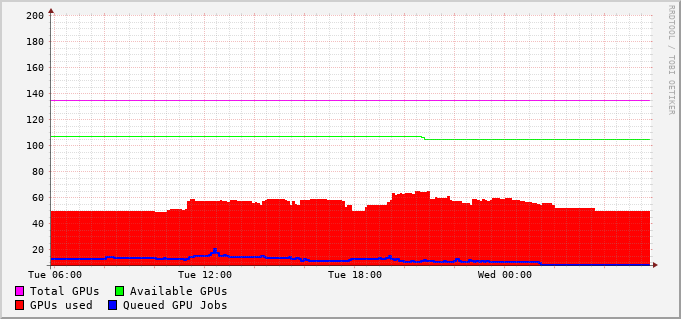 200
180
160
140
120
100
80
60
40
20
Tue 06:00 Tue 12:00 Tue 18:00 Wed 00:00
Total GPUs Available GPUs
GPUs used Queued GPU Jobs
RRDTOOL / TOBI OETIKER